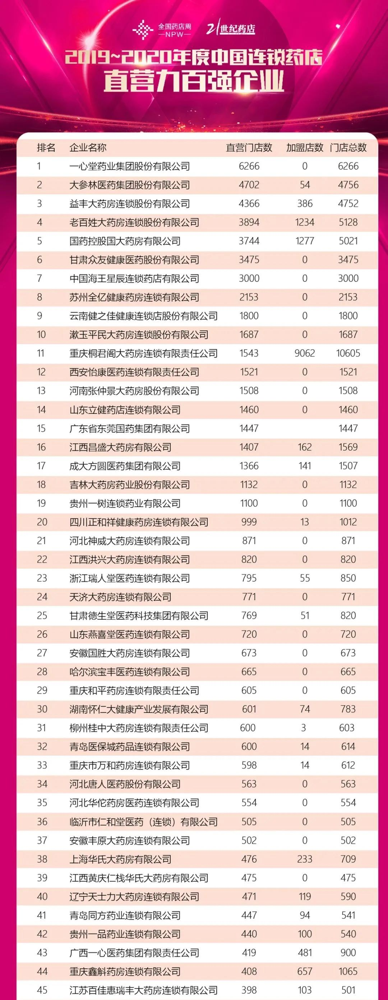 全国药店周
—NPW—
21世纪药店
2019~2020年度中国连锁药店
直营力百强企业
排名 企业名称 直营门店数 加盟店数 门店总数
1 一心堂药业集团股份有限公司 6266 0 6266
2 大参林医药集团股份有限公司 4702 54 4756
3 益丰大药房连锁股份有限公司 4366 386 4752
4 老百姓大药房连锁股份有限公司 3894 1234 5128
5 国药控股国大药房有限公司 3744 1277 5021
6 甘肃众友健康医药股份有限公司 3475 0 3475
7 中国海王星辰连锁药店有限公司 3000 0 3000
8 苏州全亿健康药房连锁有限公司 2153 0 2153
9 云南健之佳健康连锁店股份有限公司 1800 0 1800
10 漱玉平民大药房连锁股份有限公司 1687 0 1687
11 重庆桐君阁大药房连锁有限责任公司 1543 9062 10605
12 西安怡康医药连锁有限责任公司 1521 0 1521
13 河南张仲景大药房股份有限公司 1508 0 1508
14 山东立健药店连锁有限公司 1460 0 1460
15 广东省东莞国药集团有限公司 1447 1447
16 江西昌盛大药房有限公司 1407 162 1569
17 成大方圆医药集团有限公司 1366 141 1507
18 吉林大药房药业股份有限公司 1132 0 1132
19 贵州一树连锁药业有限公司 1100 0 1100
20 四川正和祥健康药房连锁有限公司 999 13 1012
21 河北神威大药房连锁有限公司 871 0 871
22 江西洪兴大药房连锁有限公司 820 0 820
23 浙江瑞人堂医药连锁有限公司 795 55 850
24 天济大药房连锁有限公司 771 0 771
25 甘肃德生堂医药科技集团有限公司 769 51 820
26 山东燕喜堂医药连锁有限公司 720 0 720
27 安徽国胜大药房连锁有限公司 673 0 673
28 哈尔滨宝丰医药连锁有限公司 665 0 665
29 重庆和平药房连锁有限责任公司 605 0 605
30 湖南怀仁大健康产业发展有限公司 601 74 783
31 柳州桂中大药房连锁有限责任公司 600 3 603
32 青岛医保城药品连锁有限公司 600 14 614
33 重庆市万和药房连锁有限公司 598 14 612
34 河北唐人医药股份有限公司 563 0 563
35 河北华佗药房医药连锁有限公司 554 0 554
36 临沂市仁和堂医药（连锁）有限公司 505 0 505
37 安徽丰原大药房连锁有限公司 502 0 502
38 上海华氏大药房有限公司 476 233 709
39 江西黄庆仁栈华氏大药房有限公司 475 0 475
40 辽宁天士力大药房连锁有限公司 471 119 590
41 青岛同方药业连锁有限公司 447 94 541
42 贵州一品药业连锁有限公司 440 100 540
43 广西一心医药集团有限责任公司 419 481 900
44 重庆鑫斛药房连锁有限公司 408 657 1065
45 江苏百佳惠瑞丰大药房连锁有限公司 398 103 501